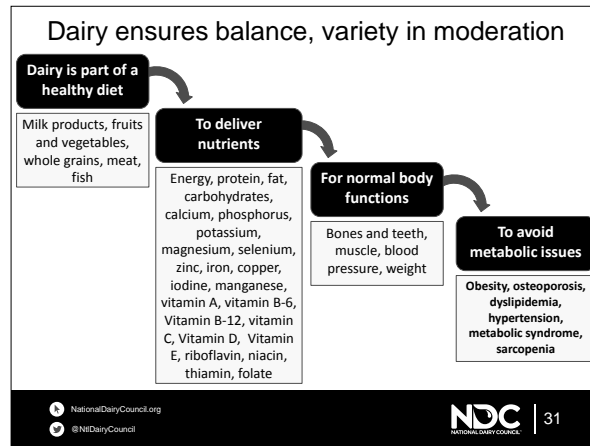 Dairy ensures balance, variety in moderation
Dairy is part of a
healthy diet
Milk products, fruits
and vegetables,
whole grains, meat,
fish
To deliver
nutrients
Energy, protein, fat,
carbohydrates,
calcium, phosphorus,
potassium,
magnesium, selenium,
zinc, iron, copper,
iodine, manganese,
vitamin A, vitamin B-6,
Vitamin B-12, vitamin
C, Vitamin D, Vitamin
E, riboflavin, niacin,
thiamin, folate
For normal body
functions
Bones and teeth,
muscle, blood
pressure, weight
To avoid
metabolic issues
Obesity, osteoporosis,
dyslipidemia,
hypertension,
metabolic syndrome,
sarcopenia
NationalDairyCouncil.org
@NtlDairyCouncil
NDC
NATIONAL DAIRY COUNCIL
31